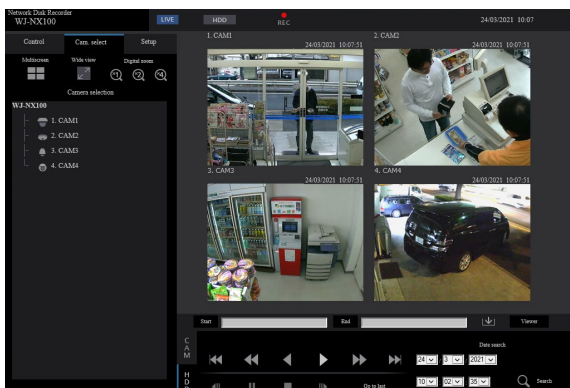 Network Disk Recorder
WJ-NX100
LIVE
HDD
REC
24/03/2021 10:07
Control
Cam. select
Setup
Multiscreen
Wide view
Digital zoom
x1
x2
x4
Camera selection
WJ-NX100
1. CAM1
2. CAM2
3. CAM3
4. CAM4
1. CAM1
24/03/2021 10:07:51
2. CAM2
24/03/2021 10:07:51
3. CAM3
24/03/2021 10:07:51
4. CAM4
24/03/2021 10:07:51
Start
End
Viewer
CAM
HDD
Date search
24 3 2021
10 02 35
Search
Go to last